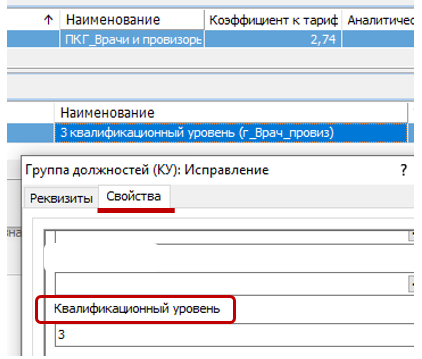 ↑ Наименование Коэффициент к тариф Аналитичес
ПКГ_Врачи и провизоры 2,74
Наименование
3 квалификационный уровень (г_Врач_провиз)
Группа должностей (КУ): Исправление ?
Реквизиты Свойства
Квалификационный уровень
3